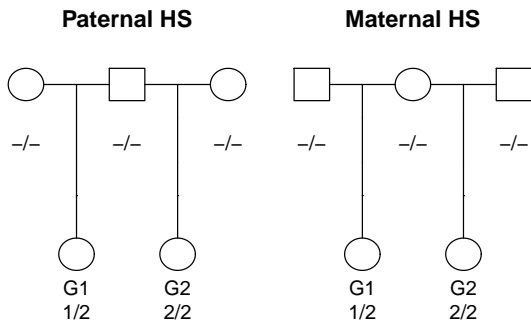 Paternal HS
Maternal HS
–/–
–/–
–/–
–/–
–/–
–/–
G1
1/2
G2
2/2
G1
1/2
G2
2/2